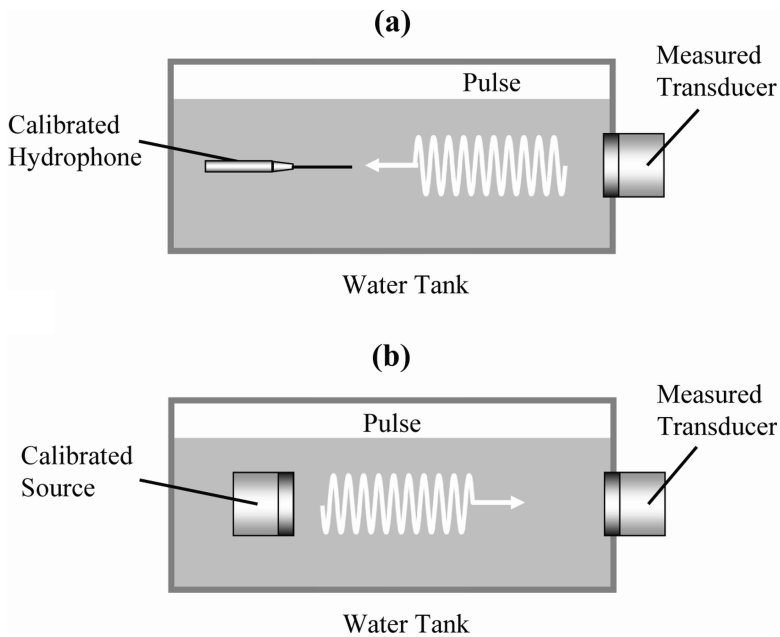 (a)
Measured
Transducer
Pulse
Calibrated
Hydrophone
Water Tank
(b)
Measured
Transducer
Pulse
Calibrated
Source
Water Tank